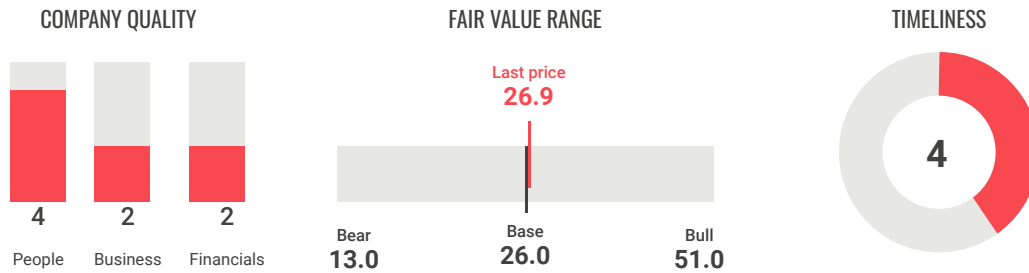 COMPANY QUALITY
FAIR VALUE RANGE
TIMELINESS
4
People
2
Business
2
Financials
Last price
26.9
Bear
13.0
Base
26.0
Bull
51.0
4